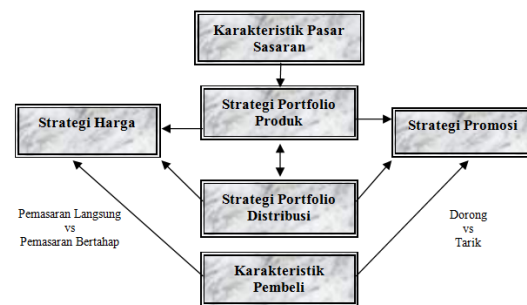 Karakteristik Pasar
Sasaran
Strategi Portfolio
Produk
Strategi Harga
Strategi Promosi
Strategi Portfolio
Distribusi
Pemasaran Langsung
vs
Pemasaran Bertahap
Dorong
vs
Tarik
Karakteristik
Pembeli